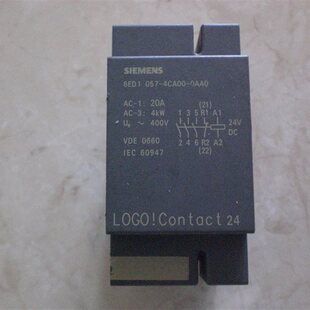 SIEMENS
6ED1 057-4CA00-0AA0
AC-1: 20A
AC-3: 4kW
Ue ~ 400V
VDE 0660
IEC 60947
(21)
1 3 5 R1 A1
24V
DC
2 4 6 R2 A2
(22)
LOGO!Contact 24